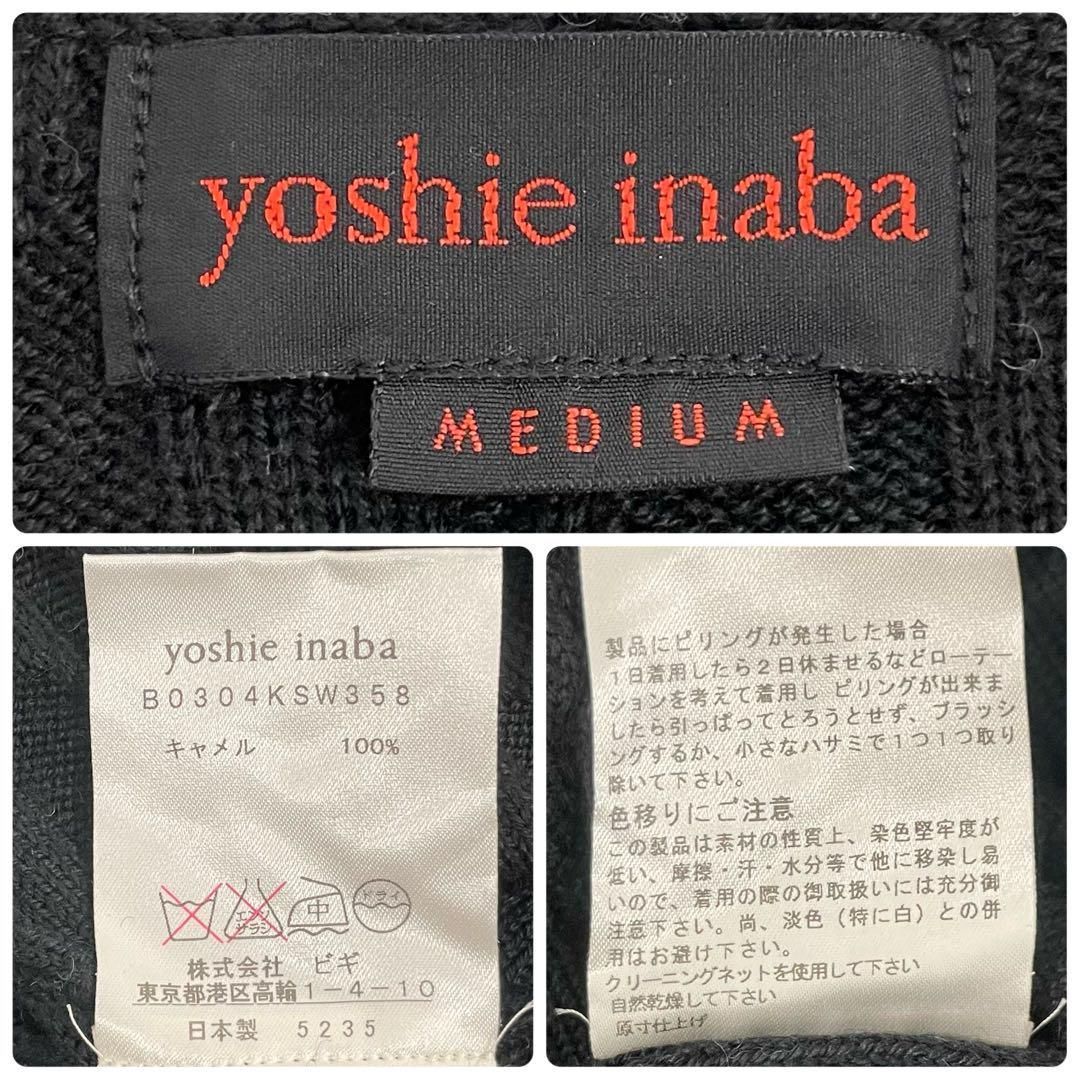 yoshie inaba
MEDIUM
yoshie inaba
B0304KSW358
キャメル 100%
エンソ
サラシ
中
ドライ
株式会社 ビギ
東京都港区高輪1-4-10
日本製 5235
製品にピリングが発生した場合
1日着用したら2日休ませるなどローテー
ションを考えて着用し ピリングが出来ま
したら引っぱってとろうとせず、ブラッシ
ングするか、小さなハサミで1つ1つ取り
除いて下さい。
色移りにご注意
この製品は素材の性質上、染色堅牢度が
低い、摩擦・汗・水分等で他に移染し易
いので、着用の際の御取扱いには充分御
注意下さい。尚、淡色（特に白）との併
用はお避け下さい。
クリーニングネットを使用して下さい
自然乾燥して下さい
原寸仕上げ